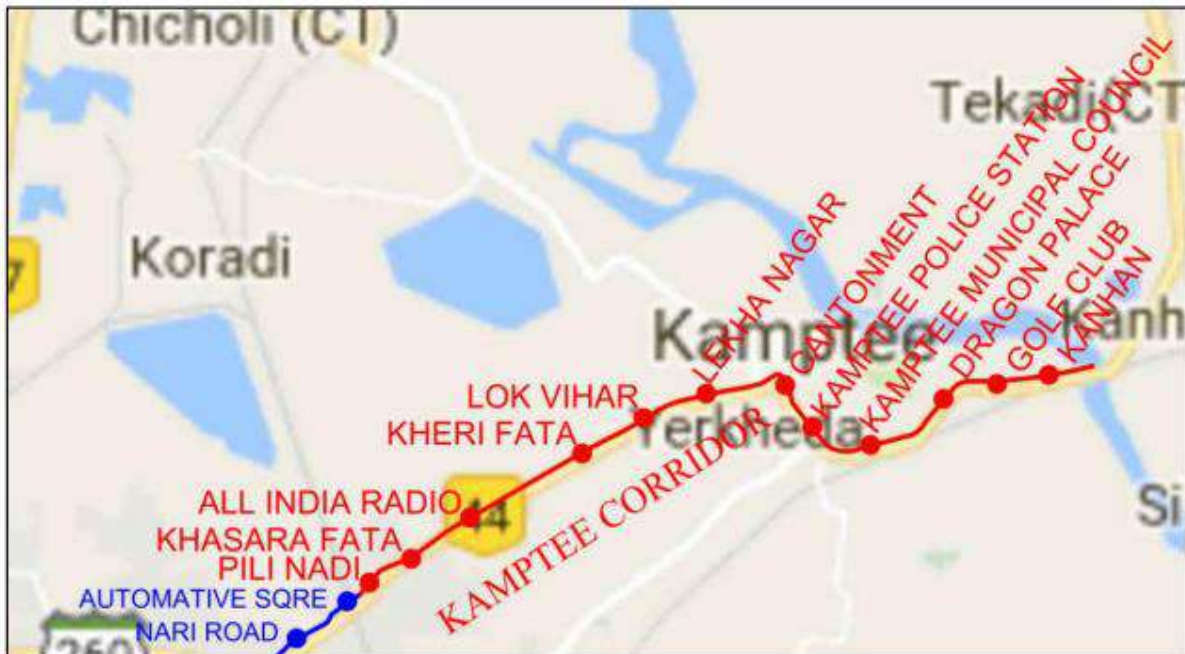 Chicholi (CT)
Tekadi(CT
Koradi
7
Kamptee
Kanh
Yerkheda
Si
44
260
KAMPTEE MUNICIPAL COUNCIL
KAMPTEE POLICE STATION
DRAGON PALACE
CANTONMENT
LEKHA NAGAR
GOLF CLUB
KANHAN
LOK VIHAR
KHERI FATA
KAMPTEE CORRIDOR
ALL INDIA RADIO
KHASARA FATA
PILI NADI
AUTOMATIVE SQRE
NARI ROAD